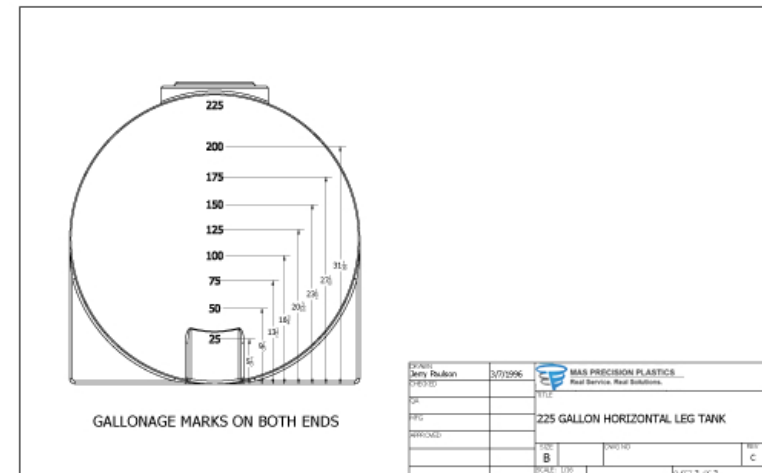 225
200
175
150
125
100
75
50
25
GALLONAGE MARKS ON BOTH ENDS
DRAWN
Jerry Paulson
3/7/1996
CHECKED
QA
MFG
APPROVED
MAS PRECISION PLASTICS
Real Service. Real Solutions.
TITLE
225 GALLON HORIZONTAL LEG TANK
SIZE
B
DWG NO
REV
C
SCALE: 1/16